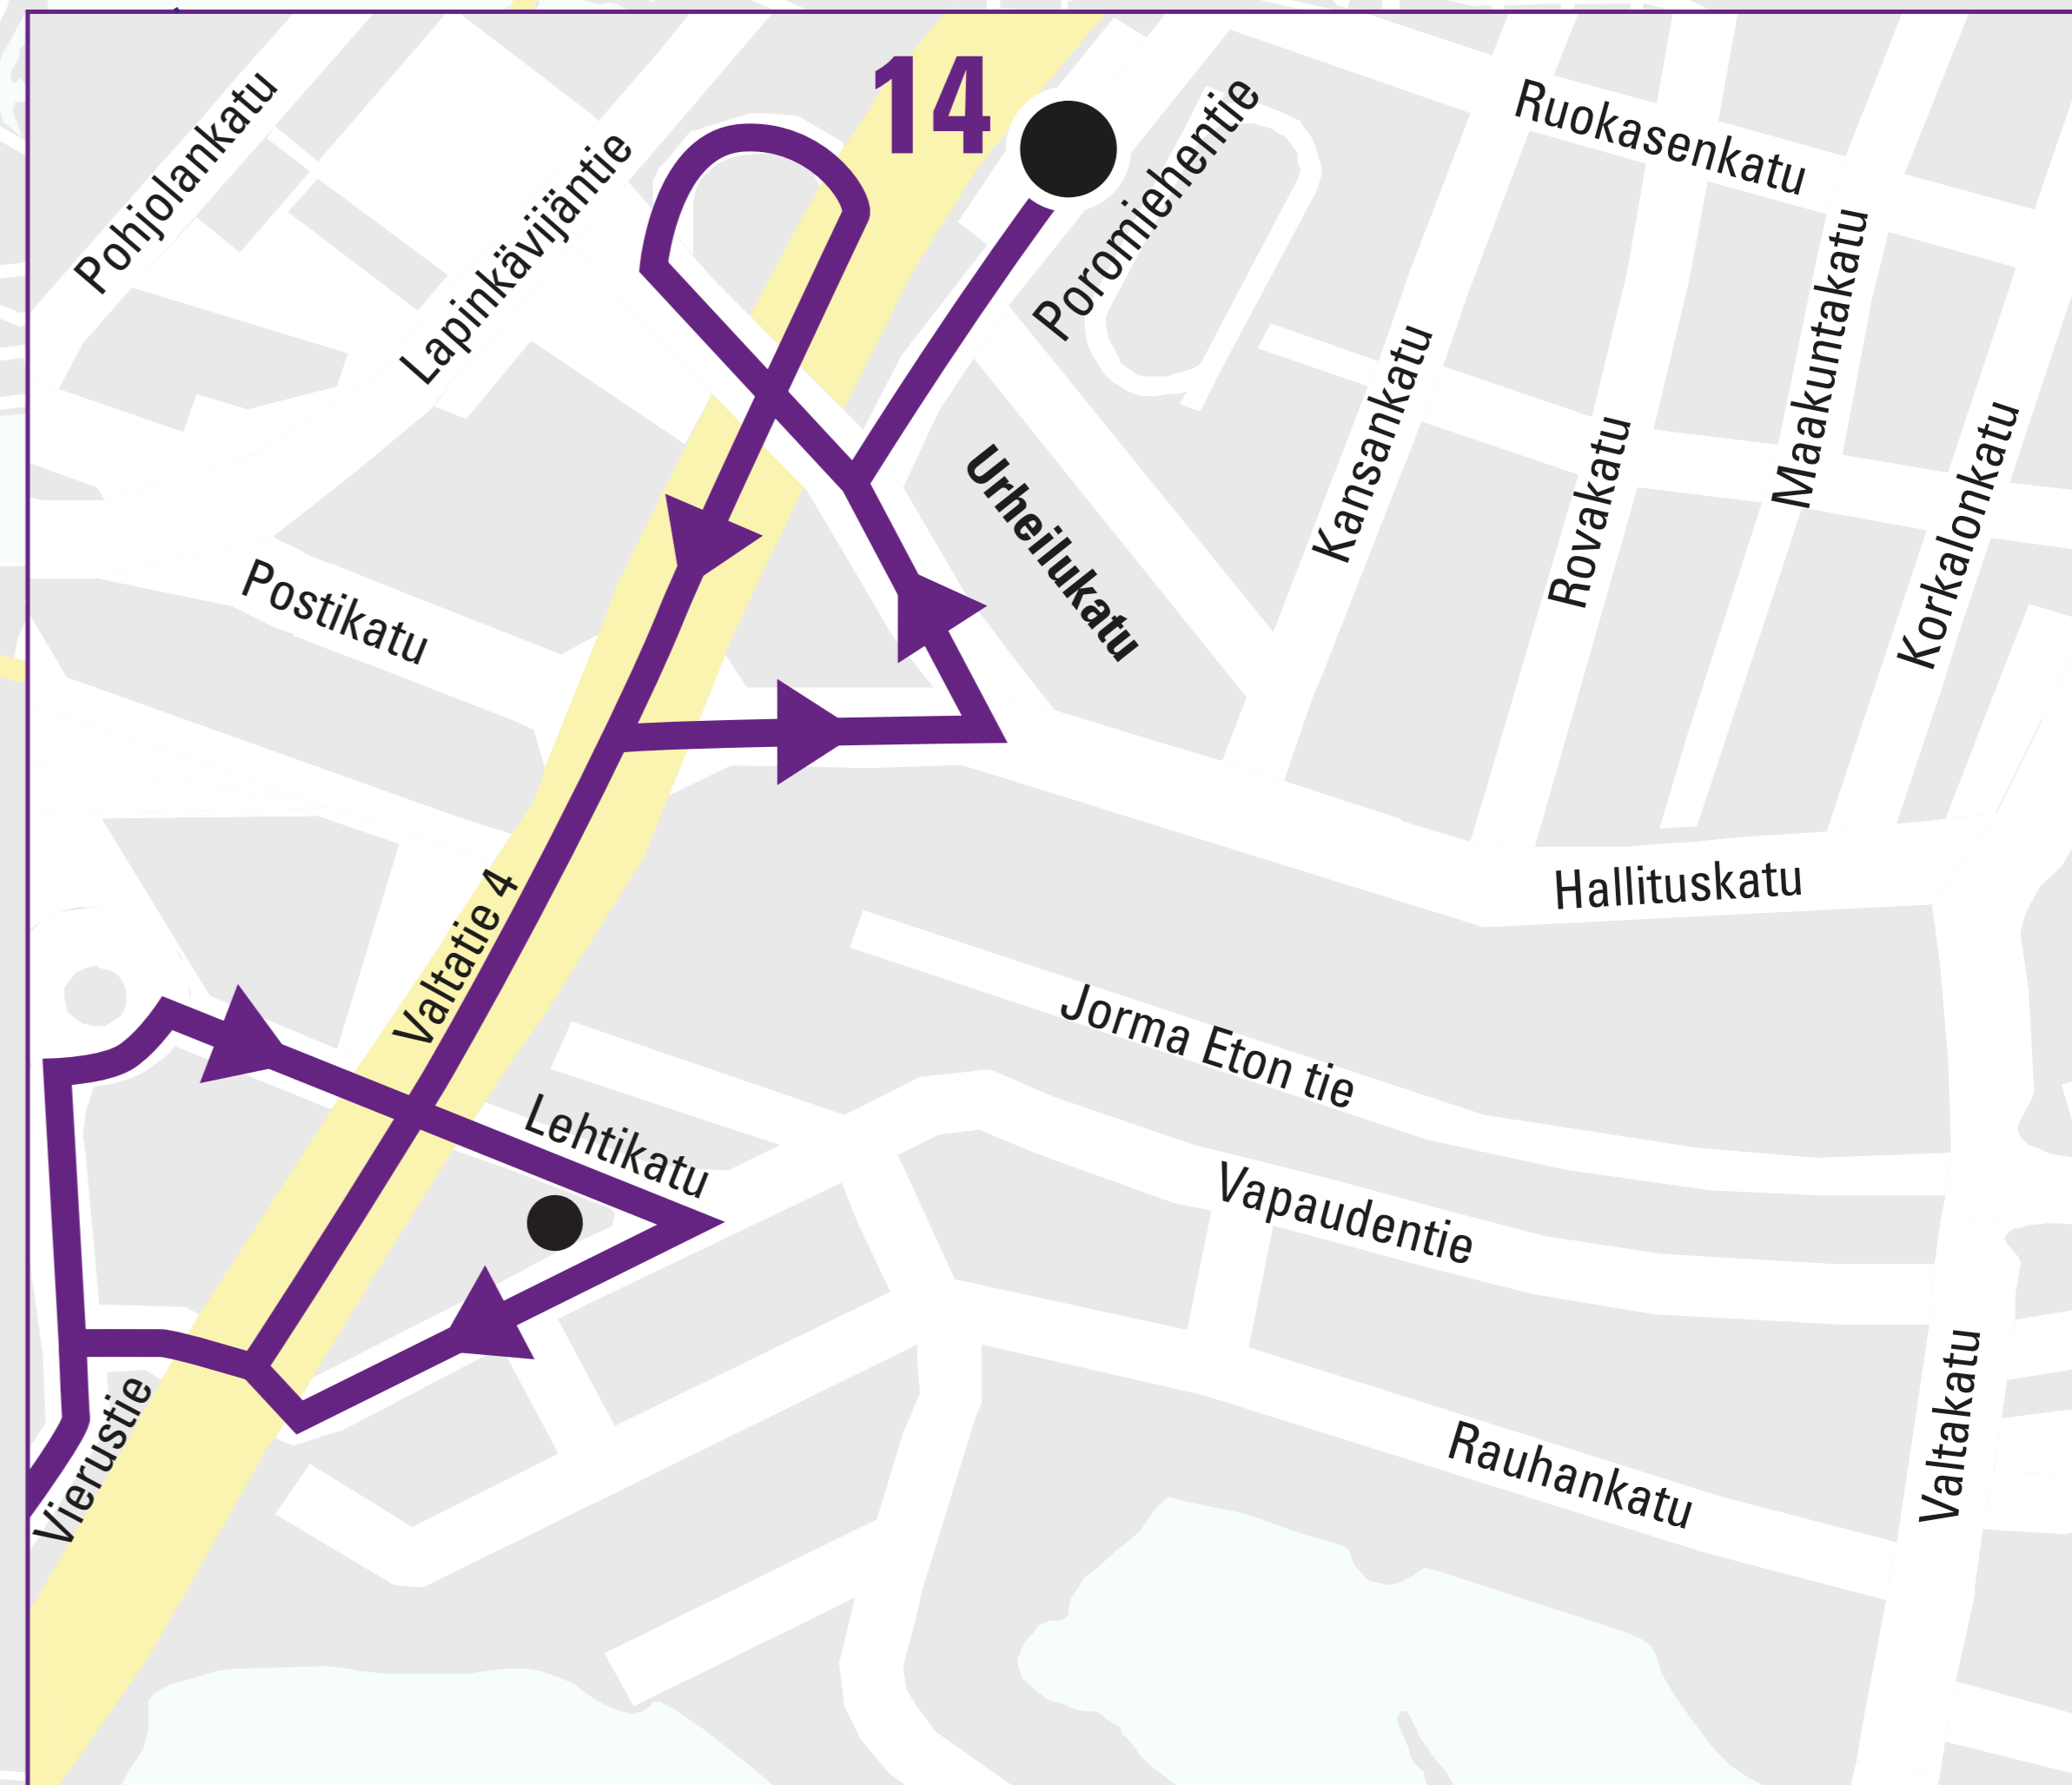 14
Pohjolankatu
Lapinkävijäntie
Poromiehentie
Ruokasenkatu
Maakuntakatu
Kansankatu
Rovakatu
Korkalonkatu
Urheilukatu
Postikatu
Hallituskatu
Valtatie 4
Jorma Eton tie
Lehtikatu
Vapaudentie
Vierustie
Rauhankatu
Valtakatu